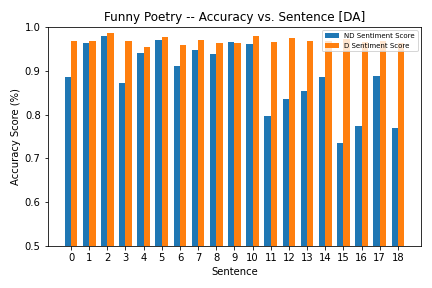 Funny Poetry -- Accuracy vs. Sentence [DA]
1.0
0.9
0.8
0.7
0.6
0.5
Accuracy Score (%)
ND Sentiment Score
D Sentiment Score
0 1 2 3 4 5 6 7 8 9 10 11 12 13 14 15 16 17 18
Sentence